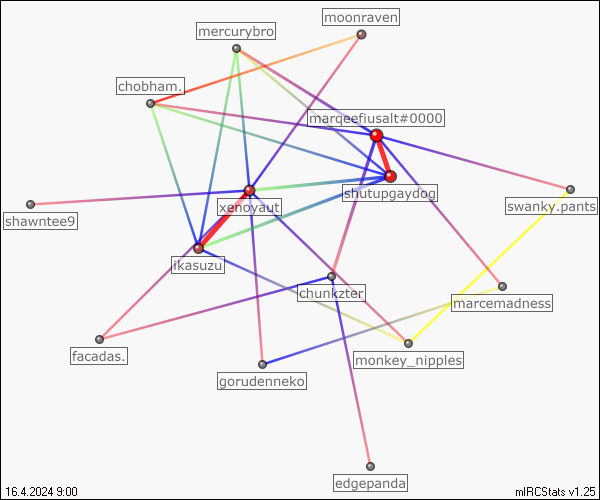 moonraven
mercurybro
chobham.
marqeefiusalt#0000
shutupgaydog
xenoyaut
swanky.pants
shawntee9
ikasuzu
chunkzter
marcemadness
facadas.
monkey_nipples
gorudenneko
edgepanda
16.4.2024 9:00
mIRCStats v1.25